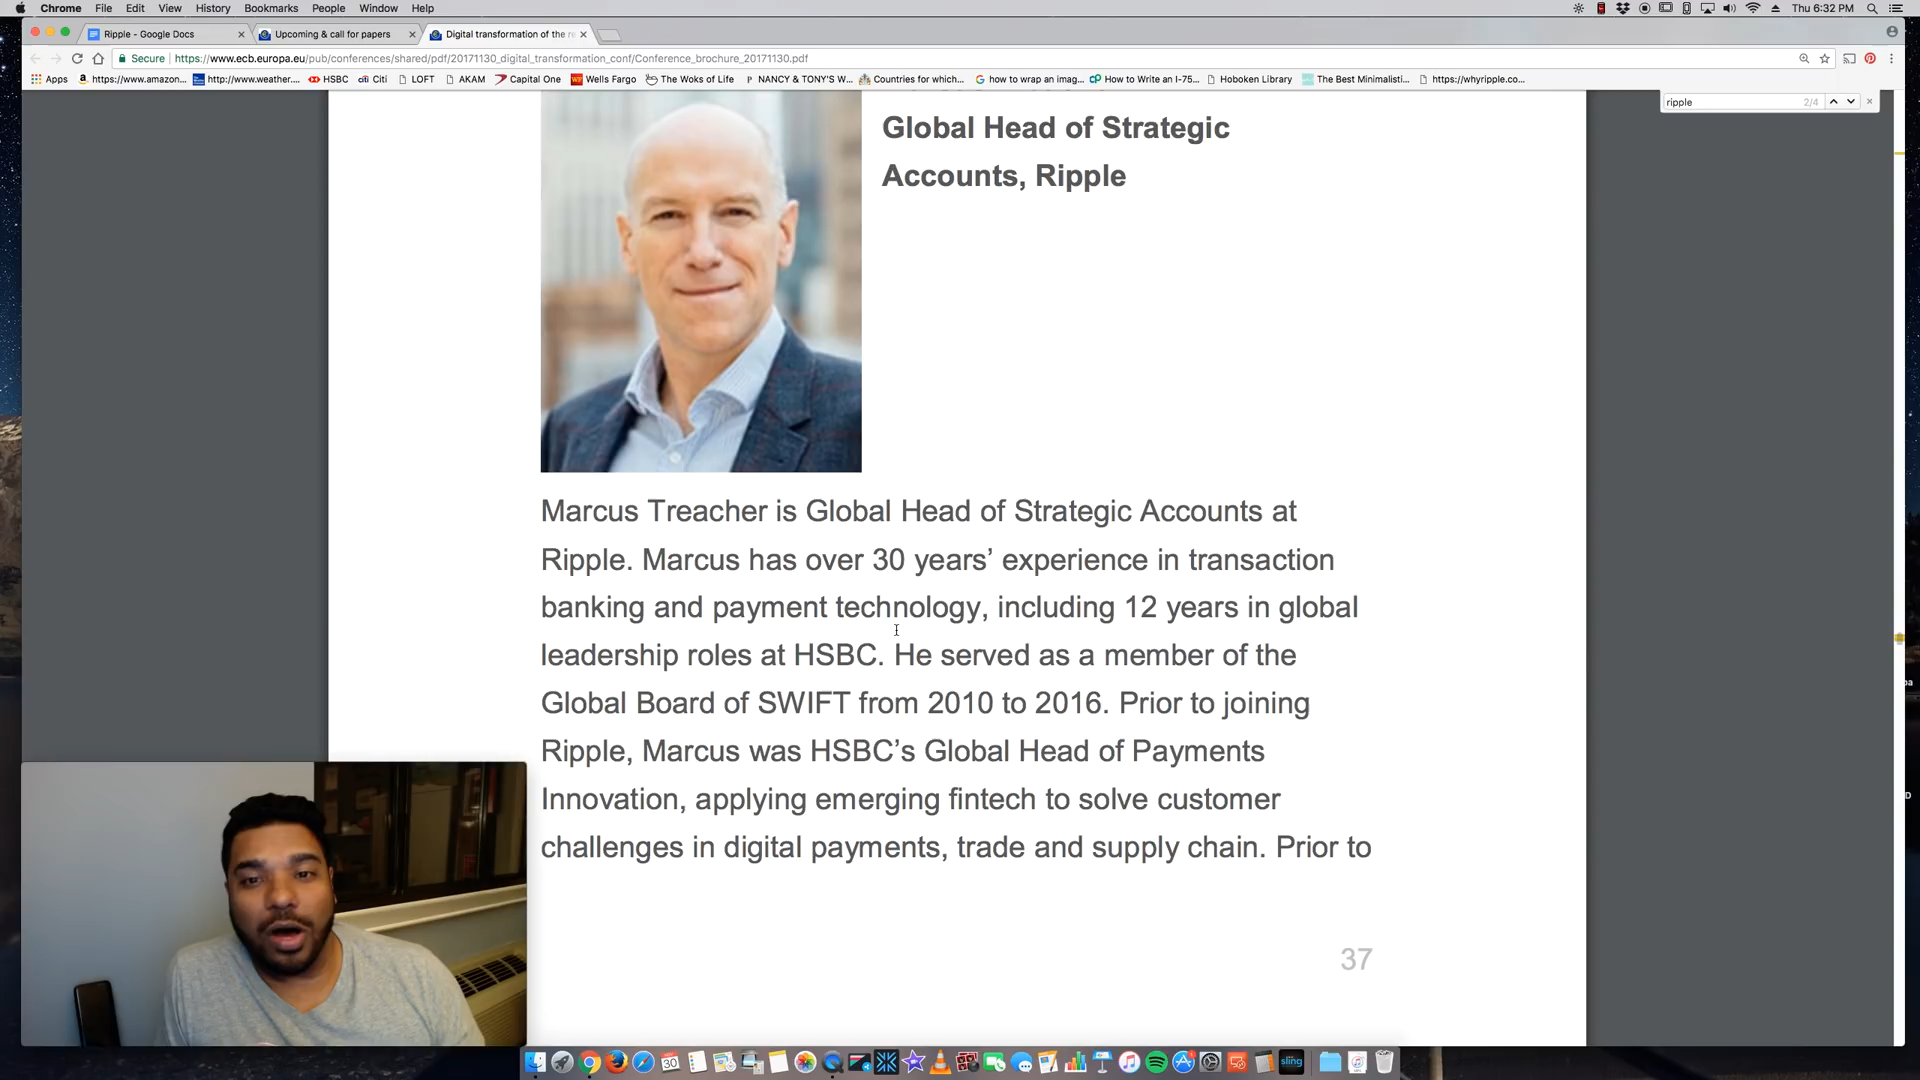 Chrome File Edit View History Bookmarks People Window Help
Thu 6:32 PM
Ripple - Google Docs
Upcoming & call for papers
Digital transformation of the re
Secure https://www.ecb.europa.eu/pub/conferences/shared/pdf/20171130_digital_transformation_conf/Conference_brochure_20171130.pdf
Apps https://www.amazon... http://www.weather.... HSBC citi Citi LOFT AKAM Capital One Wells Fargo The Woks of Life NANCY & TONY'S W... Countries for which... how to wrap an imag... How to Write an I-75... Hoboken Library The Best Minimalisti... https://whyripple.co...
ripple 2/4
Global Head of Strategic
Accounts, Ripple
Marcus Treacher is Global Head of Strategic Accounts at
Ripple. Marcus has over 30 years’ experience in transaction
banking and payment technology, including 12 years in global
leadership roles at HSBC. He served as a member of the
Global Board of SWIFT from 2010 to 2016. Prior to joining
Ripple, Marcus was HSBC’s Global Head of Payments
Innovation, applying emerging fintech to solve customer
challenges in digital payments, trade and supply chain. Prior to
37
30
sling